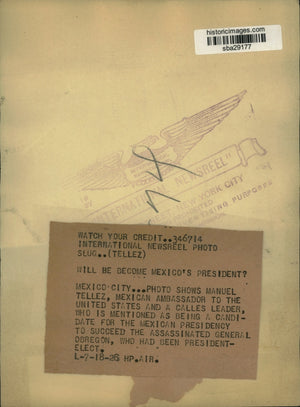 historicimages.com
sba29177
"INTERNATIONAL NEWSREEL"
NEW YORK CITY
WATCH YOUR CREDIT..346714
INTERNATIONAL NEWSREEL PHOTO
SLUG..(TELLEZ)
WILL HE BECOME MEXICO'S PRESIDENT?
MEXICO CITY...PHOTO SHOWS MANUEL
TELLEZ, MEXICAN AMBASSADOR TO THE
UNITED STATES AND A CALLES LEADER,
WHO IS MENTIONED AS BEING A CANDI-
DATE FOR THE MEXICAN PRESIDENCY
TO SUCCEED THE ASSASSINATED GENERAL
OBREGON, WHO HAD BEEN PRESIDENT-
ELECT.
L-7-18-28 HP.AIR.